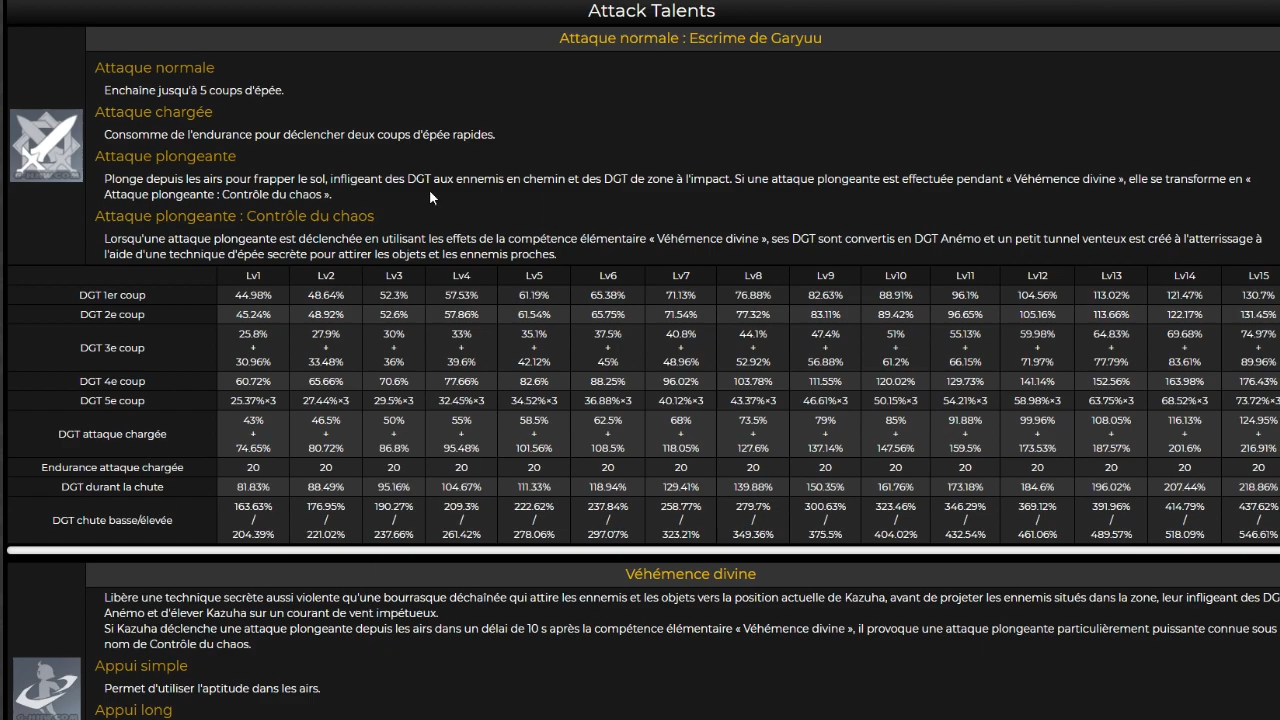 Attack Talents
Attaque normale : Escrime de Garyuu
Attaque normale
Enchaîne jusqu'à 5 coups d'épée.
Attaque chargée
Consomme de l'endurance pour déclencher deux coups d'épée rapides.
Attaque plongeante
Plonge depuis les airs pour frapper le sol, infligeant des DGT aux ennemis en chemin et des DGT de zone à l'impact. Si une attaque plongeante est effectuée pendant « Véhémence divine », elle se transforme en «
Attaque plongeante : Contrôle du chaos ».
Attaque plongeante : Contrôle du chaos
Lorsqu'une attaque plongeante est déclenchée en utilisant les effets de la compétence élémentaire « Véhémence divine », ses DGT sont convertis en DGT Anémo et un petit tunnel venteux est créé à l'atterrissage à
l'aide d'une technique d'épée secrète pour attirer les objets et les ennemis proches.
Lv1 Lv2 Lv3 Lv4 Lv5 Lv6 Lv7 Lv8 Lv9 Lv10 Lv11 Lv12 Lv13 Lv14 Lv15
DGT 1er coup 44.98% 48.64% 52.3% 57.53% 61.19% 65.38% 71.13% 76.88% 82.63% 88.91% 96.1% 104.56% 113.02% 121.47% 130.7%
DGT 2e coup 45.24% 48.92% 52.6% 57.86% 61.54% 65.75% 71.54% 77.32% 83.11% 89.42% 96.65% 105.16% 113.66% 122.17% 131.45%
25.8% 27.9% 30% 33% 35.1% 37.5% 40.8% 44.1% 47.4% 51% 55.13% 59.98% 64.83% 69.68% 74.97%
DGT 3e coup + + + + + + + + + + + + + + +
30.96% 33.48% 36% 39.6% 42.12% 45% 48.96% 52.92% 56.88% 61.2% 66.15% 71.97% 77.79% 83.61% 89.96%
DGT 4e coup 60.72% 65.66% 70.6% 77.66% 82.6% 88.25% 96.02% 103.78% 111.55% 120.02% 129.73% 141.14% 152.56% 163.98% 176.43%
DGT 5e coup 25.37%×3 27.44%×3 29.5%×3 32.45%×3 34.52%×3 36.88%×3 40.12%×3 43.37%×3 46.61%×3 50.15%×3 54.21%×3 58.98%×3 63.75%×3 68.52%×3 73.72%×3
43% 46.5% 50% 55% 58.5% 62.5% 68% 73.5% 79% 85% 91.88% 99.96% 108.05% 116.13% 124.95%
DGT attaque chargée + + + + + + + + + + + + + + +
74.65% 80.72% 86.8% 95.48% 101.56% 108.5% 118.05% 127.6% 137.14% 147.56% 159.5% 173.53% 187.57% 201.6% 216.91%
Endurance attaque chargée 20 20 20 20 20 20 20 20 20 20 20 20 20 20 20
DGT durant la chute 81.83% 88.49% 95.16% 104.67% 111.33% 118.94% 129.41% 139.88% 150.35% 161.76% 173.18% 184.6% 196.02% 207.44% 218.86%
163.63% 176.95% 190.27% 209.3% 222.62% 237.84% 258.77% 279.7% 300.63% 323.46% 346.29% 369.12% 391.96% 414.79% 437.62%
DGT chute basse/élevée / / / / / / / / / / / / / / /
204.39% 221.02% 237.66% 261.42% 278.06% 297.07% 323.21% 349.36% 375.5% 404.02% 432.54% 461.06% 489.57% 518.09% 546.61%
Véhémence divine
Libère une technique secrète aussi violente qu'une bourrasque déchaînée qui attire les ennemis et les objets vers la position actuelle de Kazuha, avant de projeter les ennemis situés dans la zone, leur infligeant des DG
Anémo et d'élever Kazuha sur un courant de vent impétueux.
Si Kazuha déclenche une attaque plongeante depuis les airs dans un délai de 10 s après la compétence élémentaire « Véhémence divine », il provoque une attaque plongeante particulièrement puissante connue sous
nom de Contrôle du chaos.
Appui simple
Permet d'utiliser l'aptitude dans les airs.
Appui long